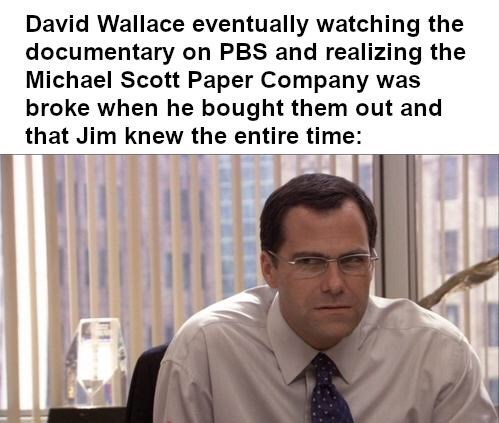 David Wallace eventually watching the
documentary on PBS and realizing the
Michael Scott Paper Company was
broke when he bought them out and
that Jim knew the entire time: